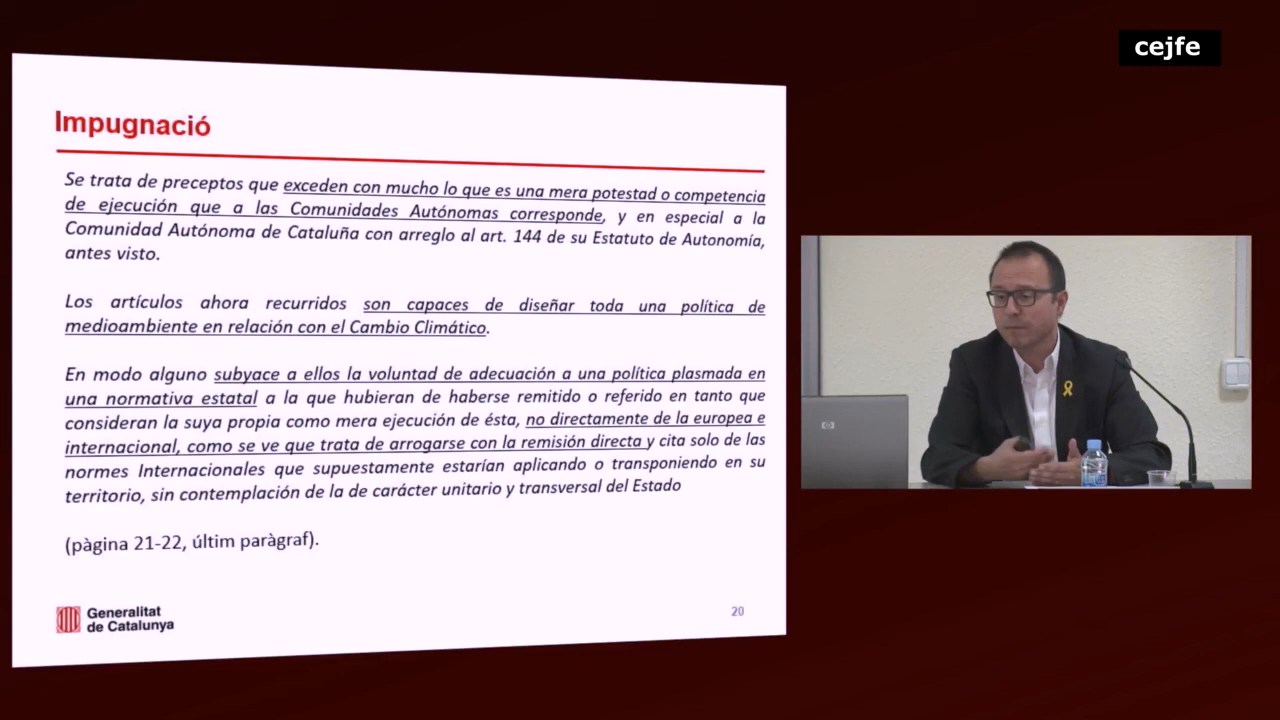 cejfe
Impugnació
Se trata de preceptos que exceden con mucho lo que es una mera potestad o competencia
de ejecución que a las Comunidades Autónomas corresponde, y en especial a la
Comunidad Autónoma de Cataluña con arreglo al art. 144 de su Estatuto de Autonomía,
antes visto.
Los artículos ahora recurridos son capaces de diseñar toda una política de
medioambiente en relación con el Cambio Climático.
En modo alguno subyace a ellos la voluntad de adecuación a una política plasmada en
una normativa estatal a la que hubieran de haberse remitido o referido en tanto que
consideran la suya propia como mera ejecución de ésta, no directamente de la europea e
internacional, como se ve que trata de arrogarse con la remisión directa y cita solo de las
normes Internacionales que supuestamente estarían aplicando o transponiendo en su
territorio, sin contemplación de la de carácter unitario y transversal del Estado
(pàgina 21-22, últim paràgraf).
Generalitat
de Catalunya
20
hp